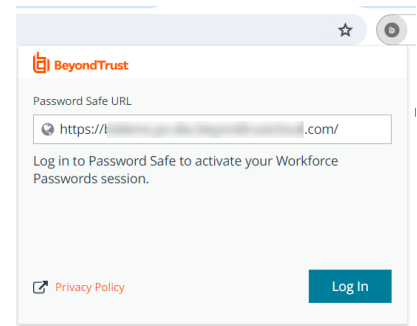 BeyondTrust
Password Safe URL
https://b .com/
Log in to Password Safe to activate your Workforce
Passwords session.
Privacy Policy
Log In